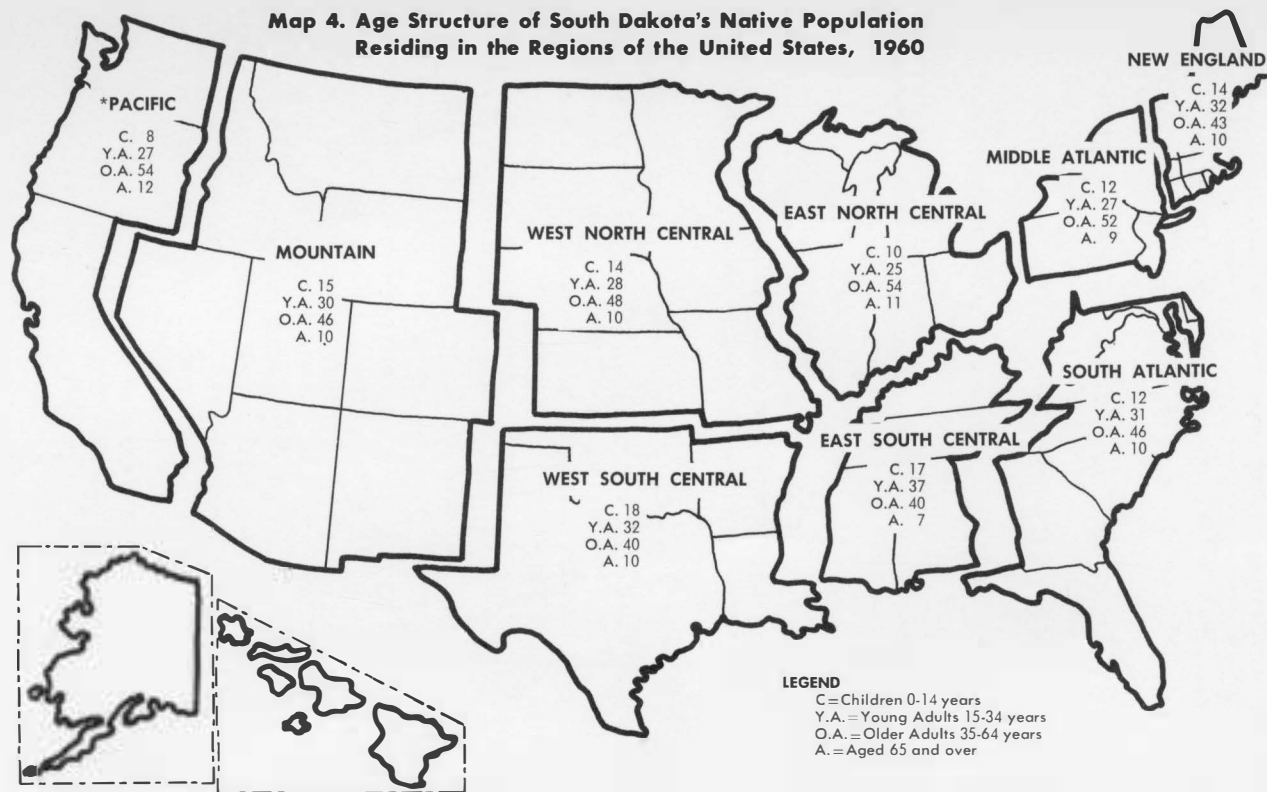 Map 4. Age Structure of South Dakota's Native Population
Residing in the Regions of the United States, 1960
NEW ENGLAND
C. 14
Y.A. 32
O.A. 43
A. 10
*PACIFIC
C. 8
Y.A. 27
O.A. 54
A. 12
MIDDLE ATLANTIC
C. 12
Y.A. 27
O.A. 52
A. 9
EAST NORTH CENTRAL
C. 10
Y.A. 25
O.A. 54
A. 11
WEST NORTH CENTRAL
C. 14
Y.A. 28
O.A. 48
A. 10
MOUNTAIN
C. 15
Y.A. 30
O.A. 46
A. 10
SOUTH ATLANTIC
C. 12
Y.A. 31
O.A. 46
A. 10
EAST SOUTH CENTRAL
C. 17
Y.A. 37
O.A. 40
A. 7
WEST SOUTH CENTRAL
C. 18
Y.A. 32
O.A. 40
A. 10
LEGEND
C=Children 0-14 years
Y.A.=Young Adults 15-34 years
O.A.=Older Adults 35-64 years
A.=Aged 65 and over